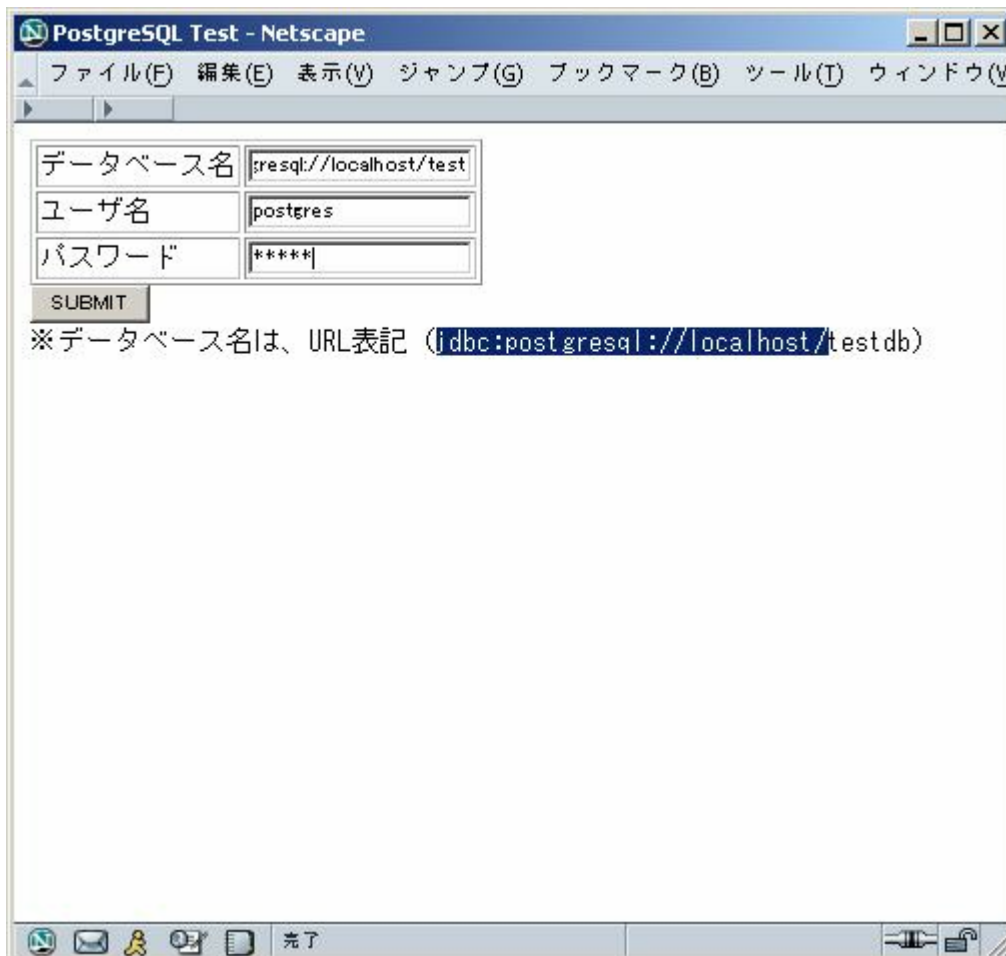 PostgreSQL Test - Netscape
ファイル(F) 編集(E) 表示(V) ジャンプ(G) ブックマーク(B) ツール(T) ウィンドウ(V
データベース名 gresql://localhost/test
ユーザ名 postgres
パスワード *****
SUBMIT
※データベース名は、URL表記（jdbc:postgresql://localhost/testdb）
完了